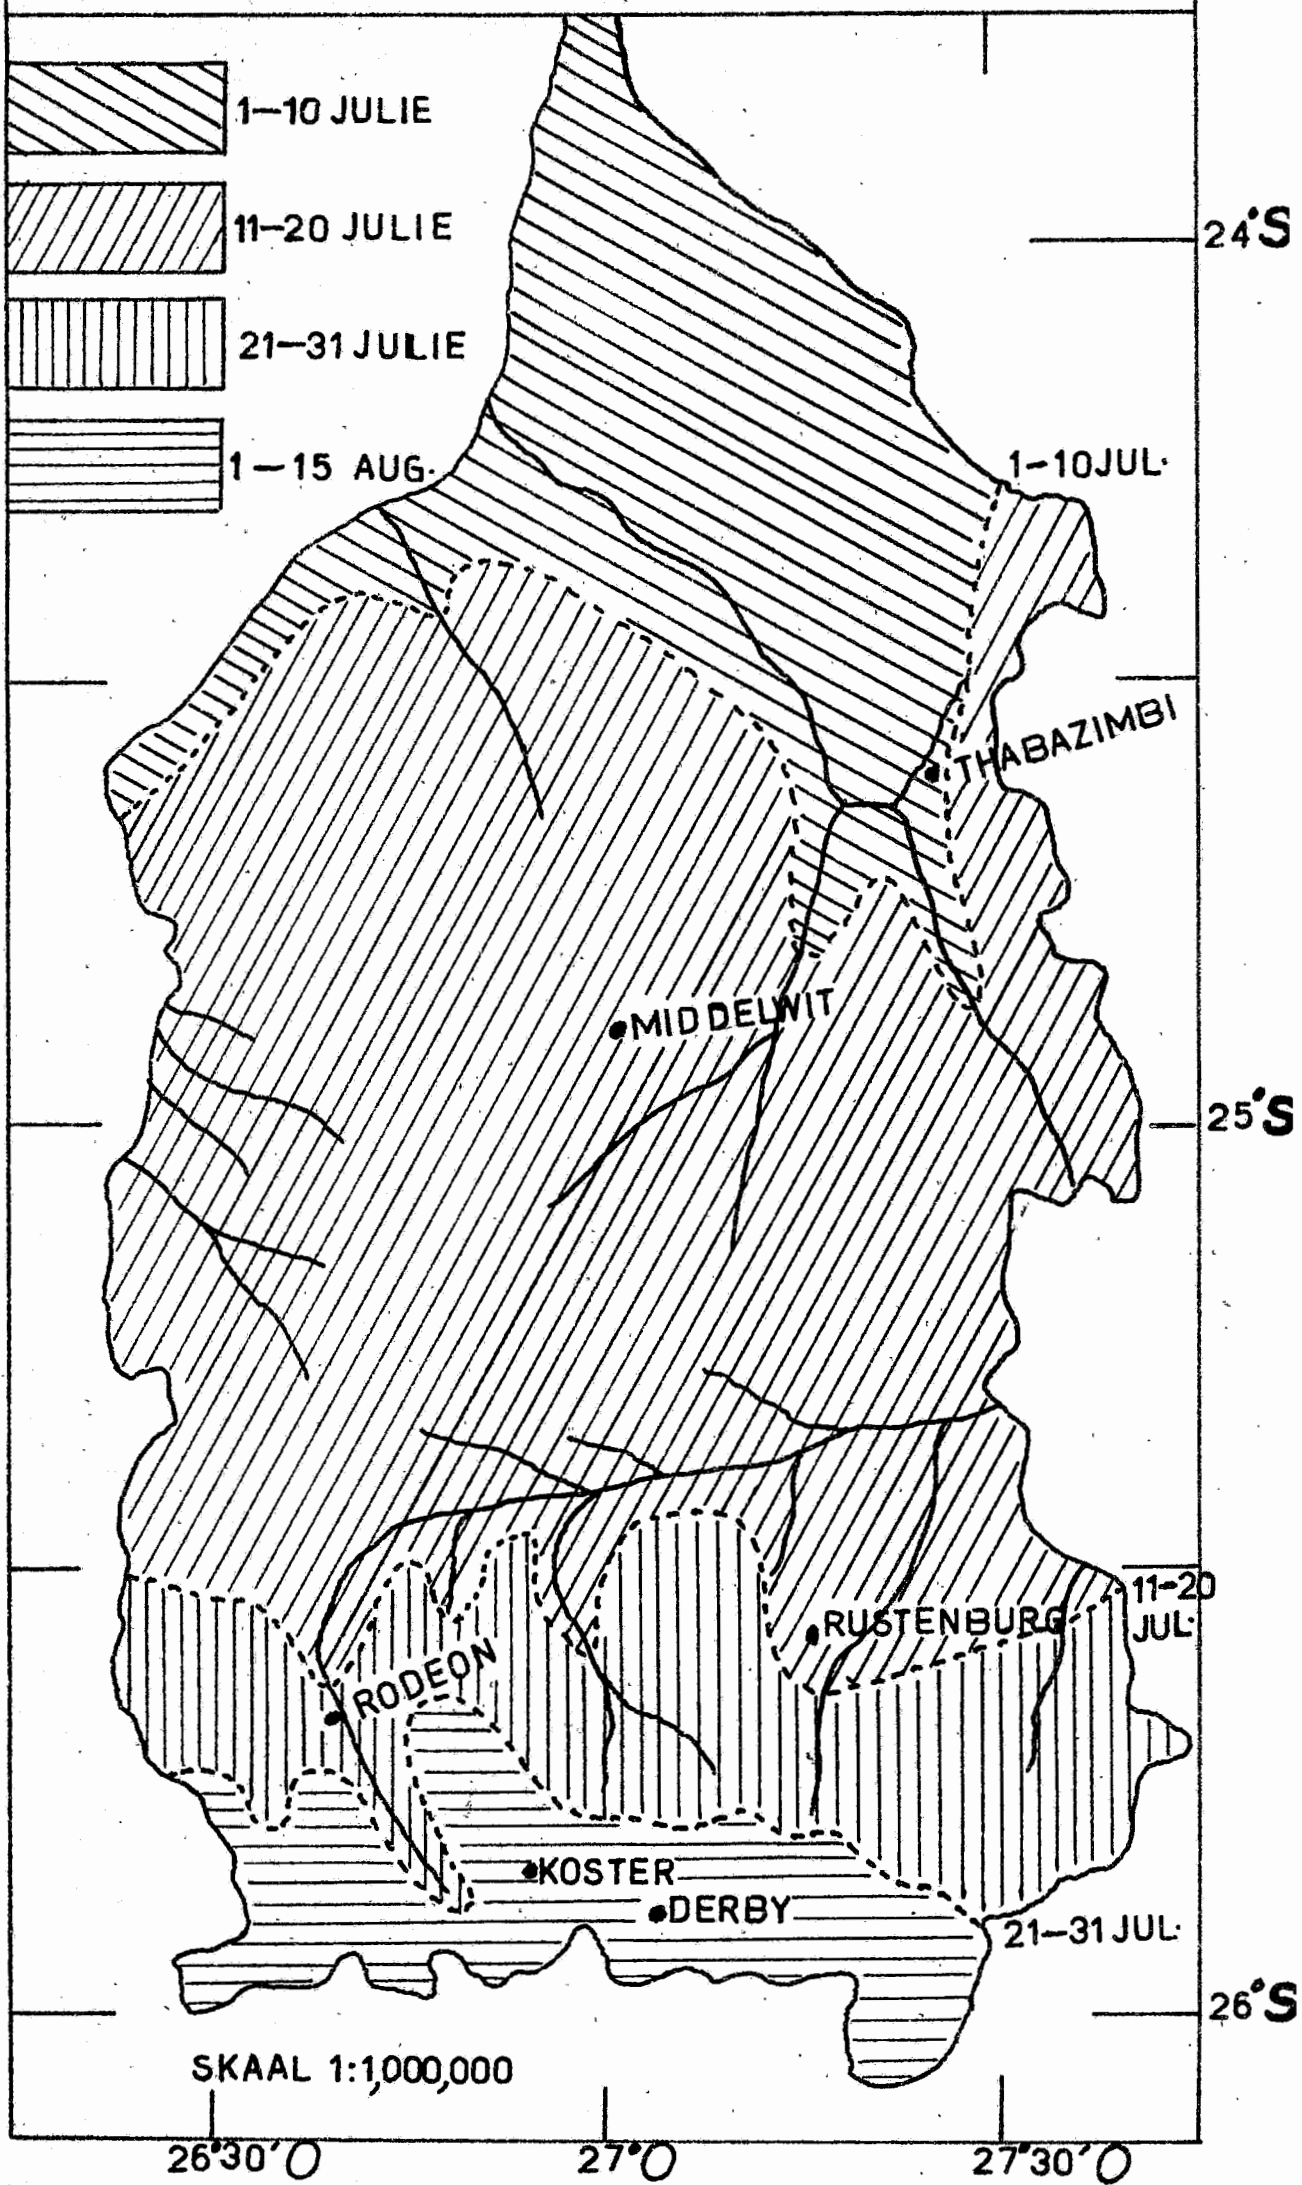 1–10 JULIE
11–20 JULIE
24°S
21–31 JULIE
1–15 AUG.
1–10 JUL.
THABAZIMBI
MIDDELWIT
25°S
11–20
JUL.
RUSTENBURG
RODEON
KOSTER
DERBY
21–31 JUL.
26°S
SKAAL 1:1,000,000
26°30'O
27°O
27°30'O